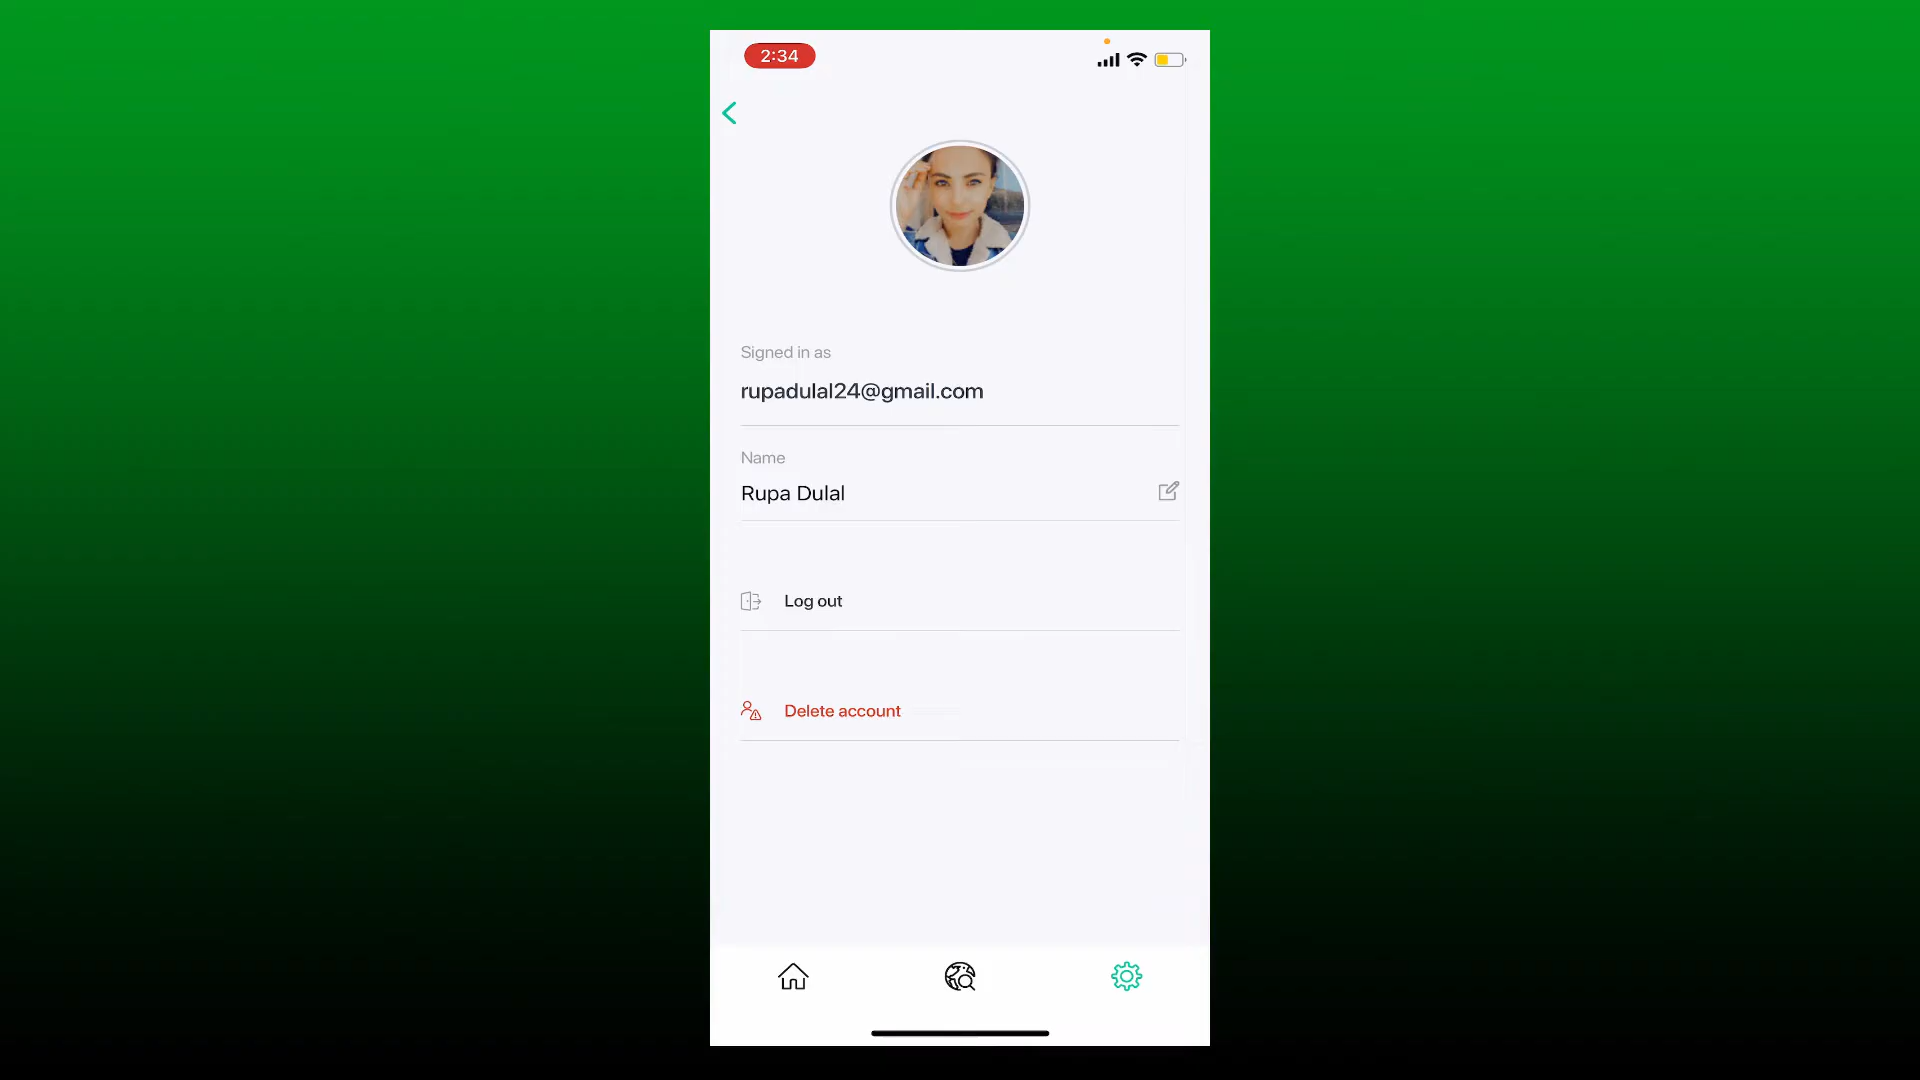 2:34
Signed in as
rupadulal24@gmail.com
Name
Rupa Dulal
Log out
Delete account